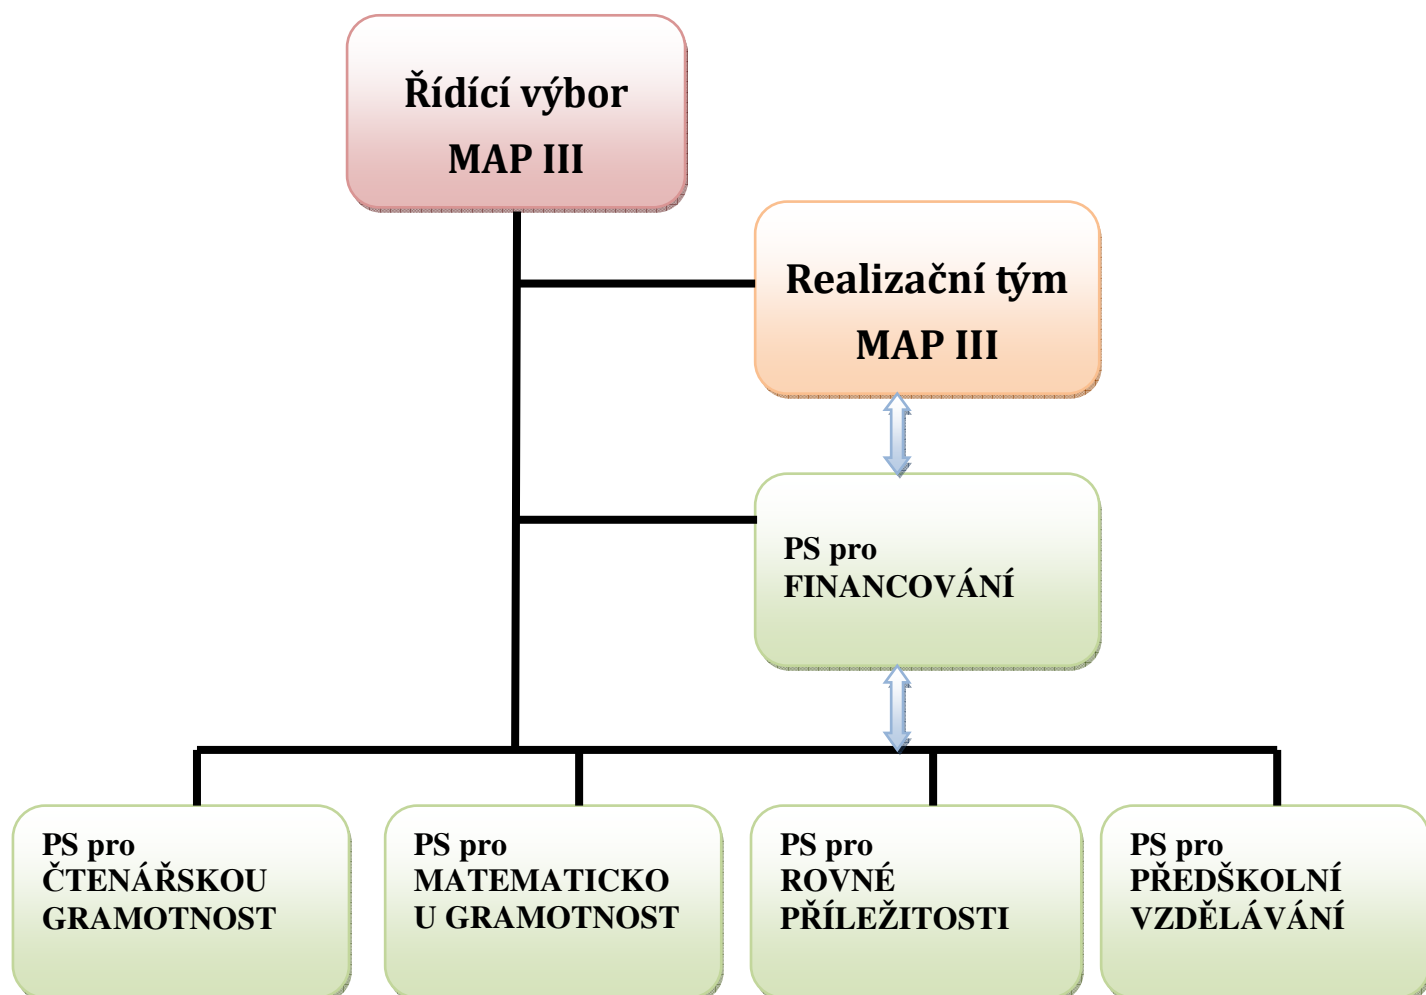 Řídící výbor
MAP III
Realizační tým
MAP III
PS pro
FINANCOVÁNÍ
PS pro
ČTENÁŘSKOU
GRAMOTNOST
PS pro
MATEMATICKO
U GRAMOTNOST
PS pro
ROVNÉ
PŘÍLEŽITOSTI
PS pro
PŘEDŠKOLNÍ
VZDĚLÁVÁNÍ